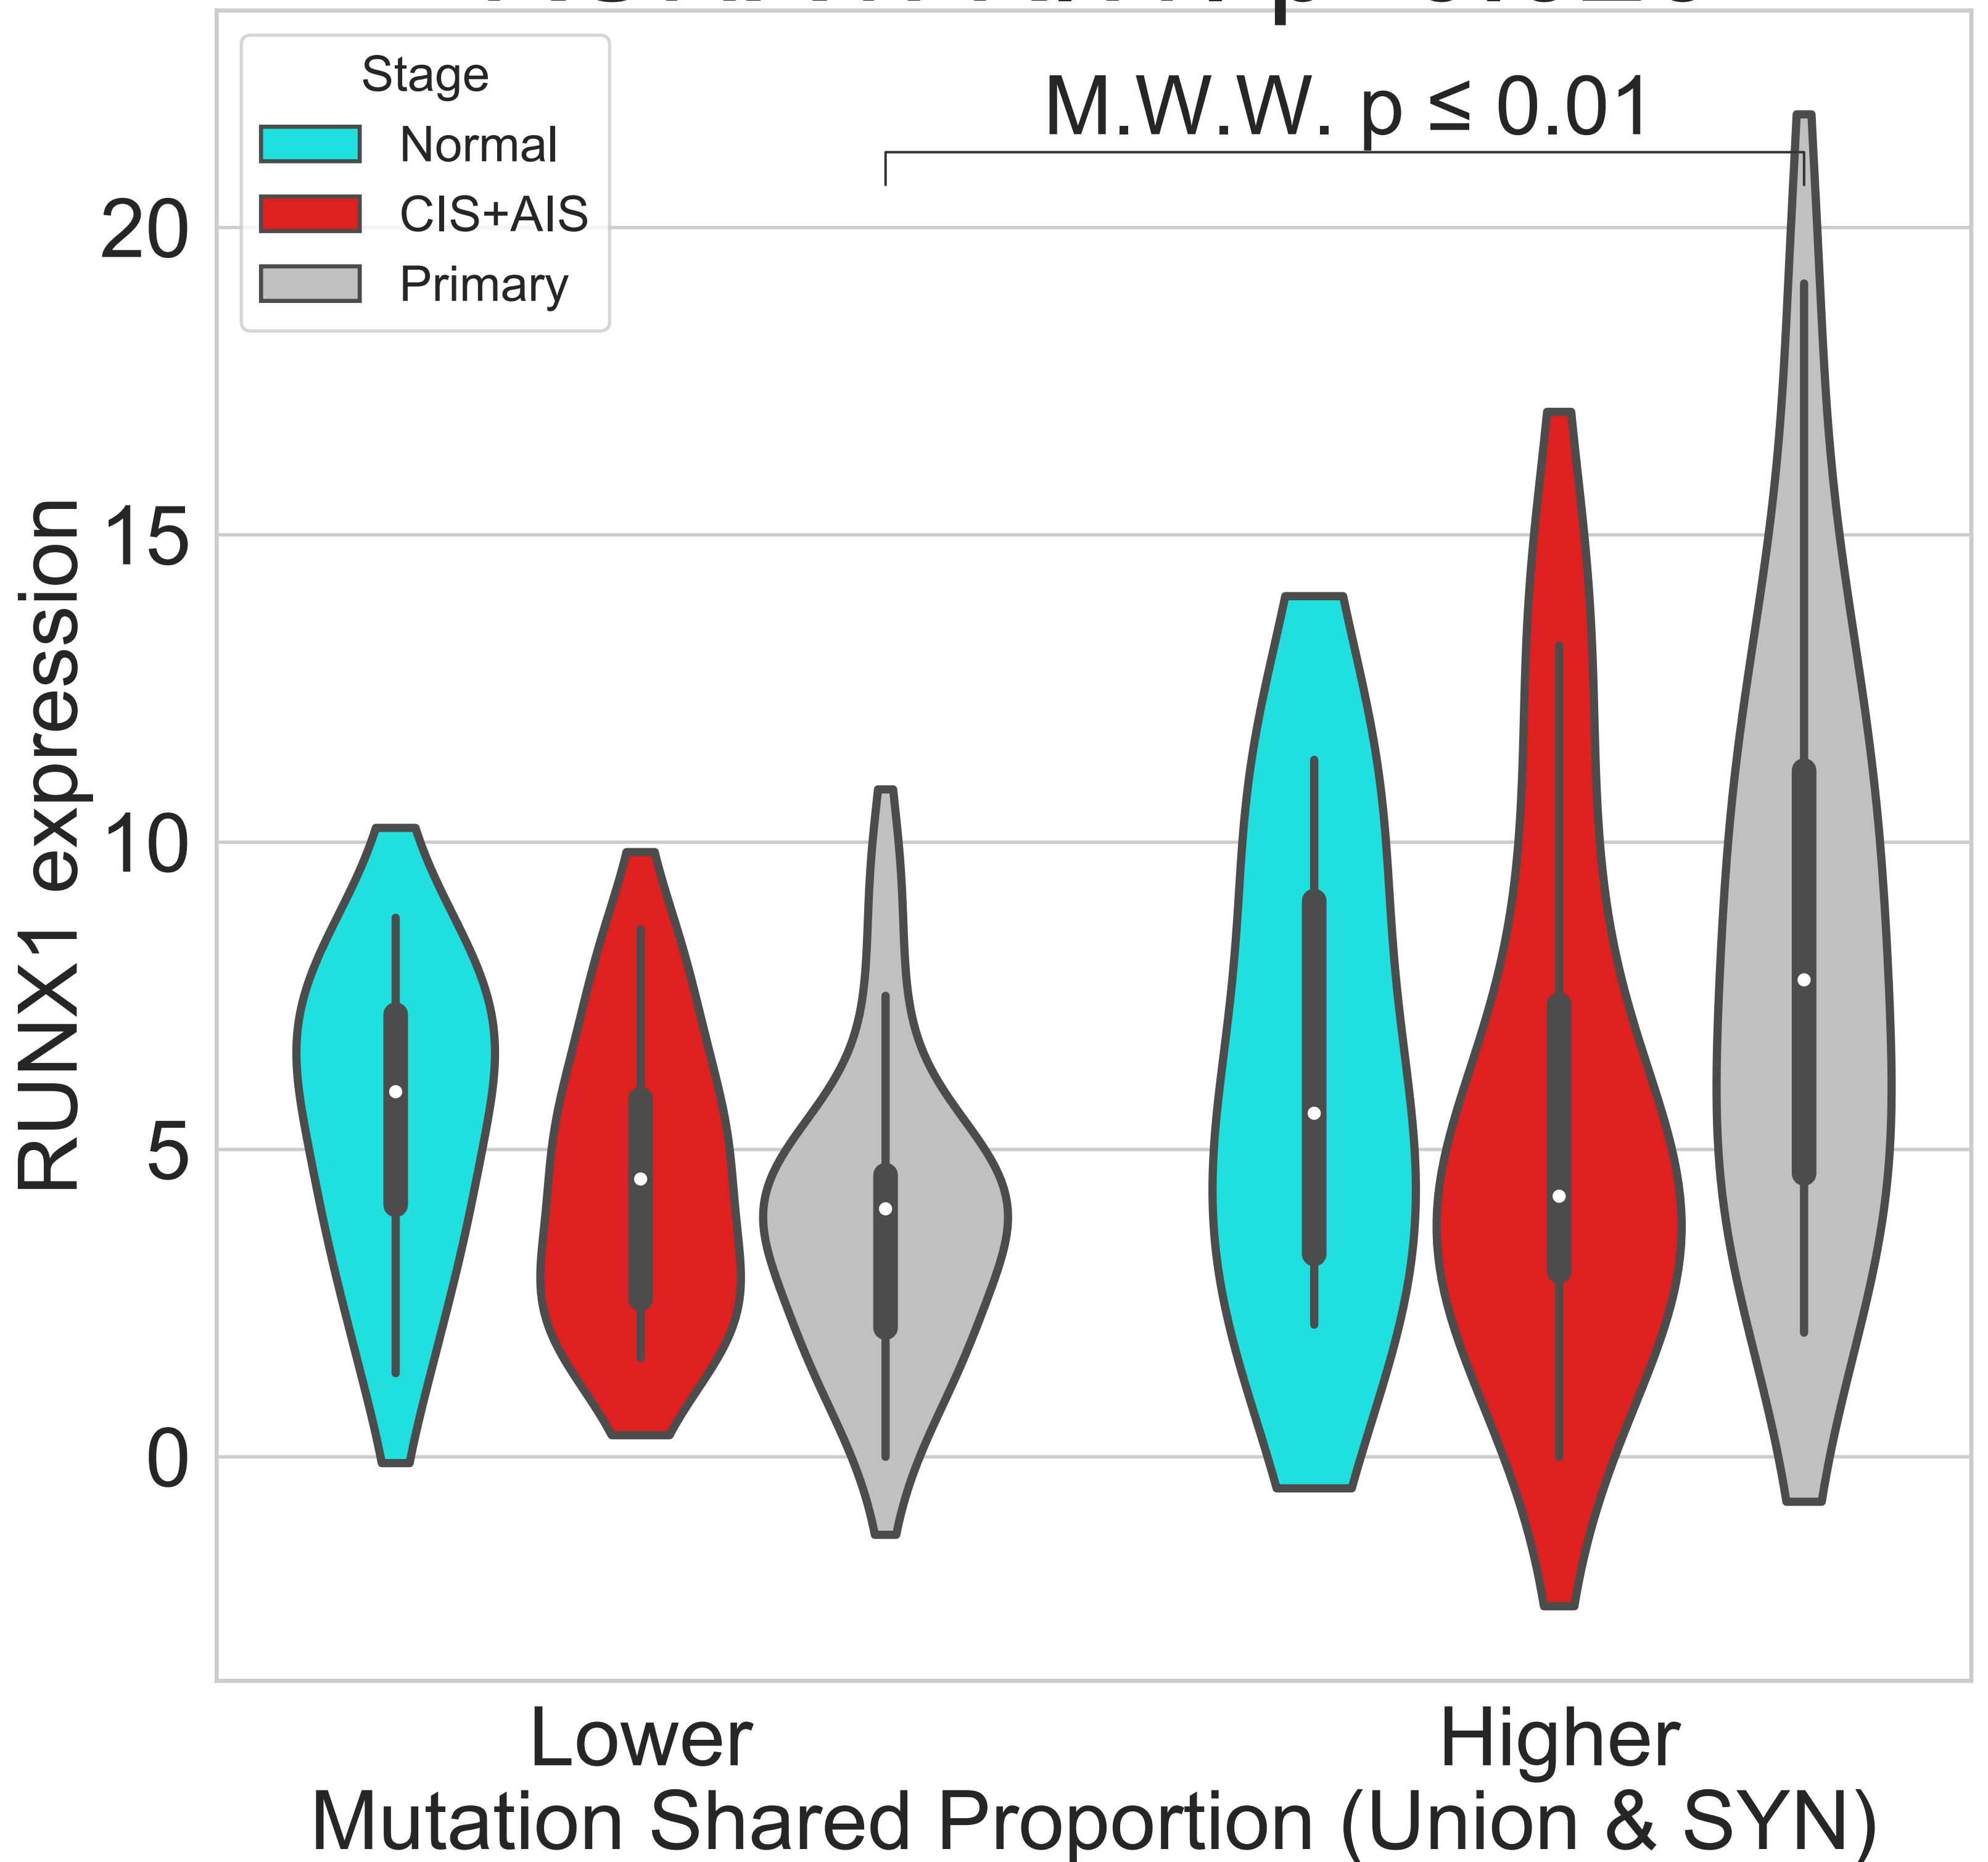 Stage
Normal
CIS+AIS
Primary
M.W.W. p ≤ 0.01
20
15
10
5
0
RUNX1 expression
Lower
Higher
Mutation Shared Proportion (Union & SYN)